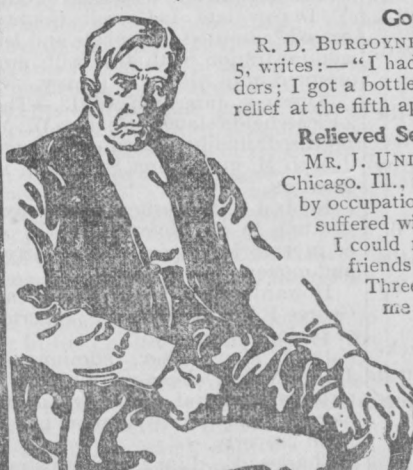 Go
R. D. BURGOYN
5, writes:—"I had
ders; I got a bottle
relief at the fifth ap
Relieved Se
MR. J. UNI
Chicago. Ill.,
by occupatio
suffered w
I could
friends
Three
me